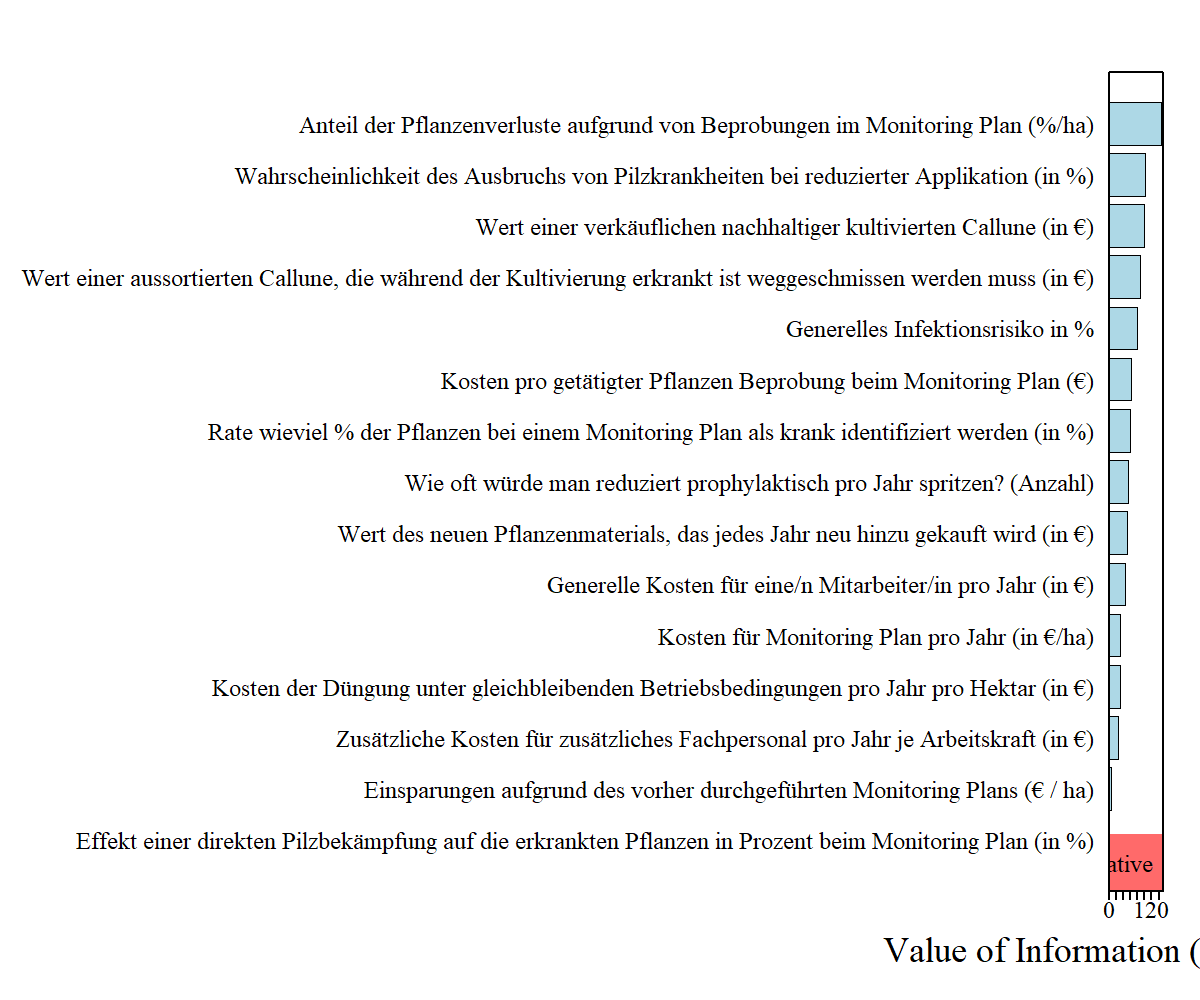 Anteil der Pflanzenverluste aufgrund von Beprobungen im Monitoring Plan (%/ha)
Wahrscheinlichkeit des Ausbruchs von Pilzkrankheiten bei reduzierter Applikation (in %)
Wert einer verkäuflichen nachhaltiger kultivierten Callune (in €)
Wert einer aussortierten Callune, die während der Kultivierung erkrankt ist weggeschmissen werden muss (in €)
Generelles Infektionsrisiko in %
Kosten pro getätigter Pflanzen Beprobung beim Monitoring Plan (€)
Rate wieviel % der Pflanzen bei einem Monitoring Plan als krank identifiziert werden (in %)
Wie oft würde man reduziert prophylaktisch pro Jahr spritzen? (Anzahl)
Wert des neuen Pflanzenmaterials, das jedes Jahr neu hinzu gekauft wird (in €)
Generelle Kosten für eine/n Mitarbeiter/in pro Jahr (in €)
Kosten für Monitoring Plan pro Jahr (in €/ha)
Kosten der Düngung unter gleichbleibenden Betriebsbedingungen pro Jahr pro Hektar (in €)
Zusätzliche Kosten für zusätzliches Fachpersonal pro Jahr je Arbeitskraft (in €)
Einsparungen aufgrund des vorher durchgeführten Monitoring Plans (€ / ha)
Effekt einer direkten Pilzbekämpfung auf die erkrankten Pflanzen in Prozent beim Monitoring Plan (in %)
ative
0 120
Value of Information (